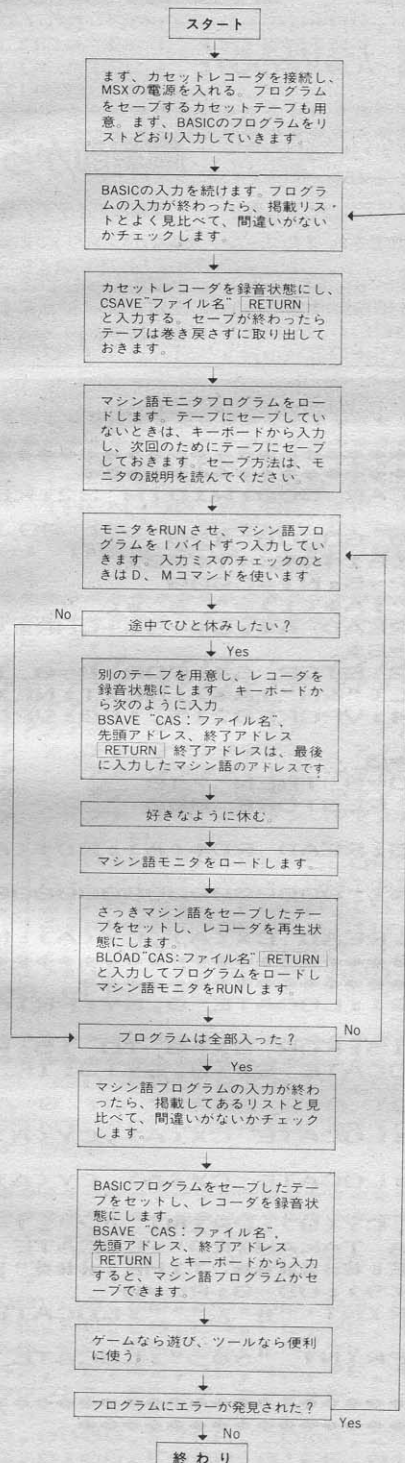 スタート
まず、カセットレコーダを接続し、
MSXの電源を入れる。プログラム
をセーブするカセットテープも用
意。まず、BASICのプログラムをリ
ストどおり入力していきます。
BASICの入力を続けます。プログラ
ムの入力が終わったら、掲載リス
トとよく見比べて、間違いがない
かチェックします。
カセットレコーダを録音状態にし、
CSAVE"ファイル名" RETURN
と入力する。セーブが終わったら
テープは巻き戻さずに取り出して
おきます。
マシン語モニタプログラムをロー
ドします。テープにセーブしてい
ないときは、キーボードから入力
し、次回のためにテープにセーブ
しておきます。セーブ方法は、モ
ニタの説明を読んでください
モニタをRUNさせ、マシン語プロ
グラムを1バイトずつ入力してい
きます。入力ミスのチェックのと
きはD、Mコマンドを使います
No
途中でひと休みしたい？
Yes
別のテープを用意し、レコーダを
録音状態にします。キーボードか
ら次のように入力
BSAVE "CAS：ファイル名"，
先頭アドレス、終了アドレス
RETURN 終了アドレスは、最後
に入力したマシン語のアドレスです
好きなように休む。
マシン語モニタをロードします。
さっきマシン語をセーブしたテー
プをセットし、レコーダを再生状
態にします。
BLOAD"CAS：ファイル名" RETURN
と入力してプログラムをロードし
マシン語モニタをRUNします。
プログラムは全部入った？
No
Yes
マシン語プログラムの入力が終わ
ったら、掲載してあるリストと見
比べて、間違いがないかチェック
します。
BASICプログラムをセーブしたテー
プをセットし、レコーダを録音状
態にします。
BSAVE "CAS：ファイル名"，
先頭アドレス、終了アドレス
RETURN とキーボードから入力
すると、マシン語プログラムがセ
ーブできます。
ゲームなら遊び、ツールなら便利
に使う。
プログラムにエラーが発見された？
Yes
No
終わり